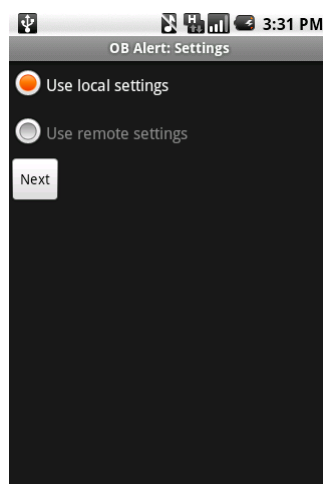 H 3:31 PM
OB Alert: Settings
Use local settings
Use remote settings
Next